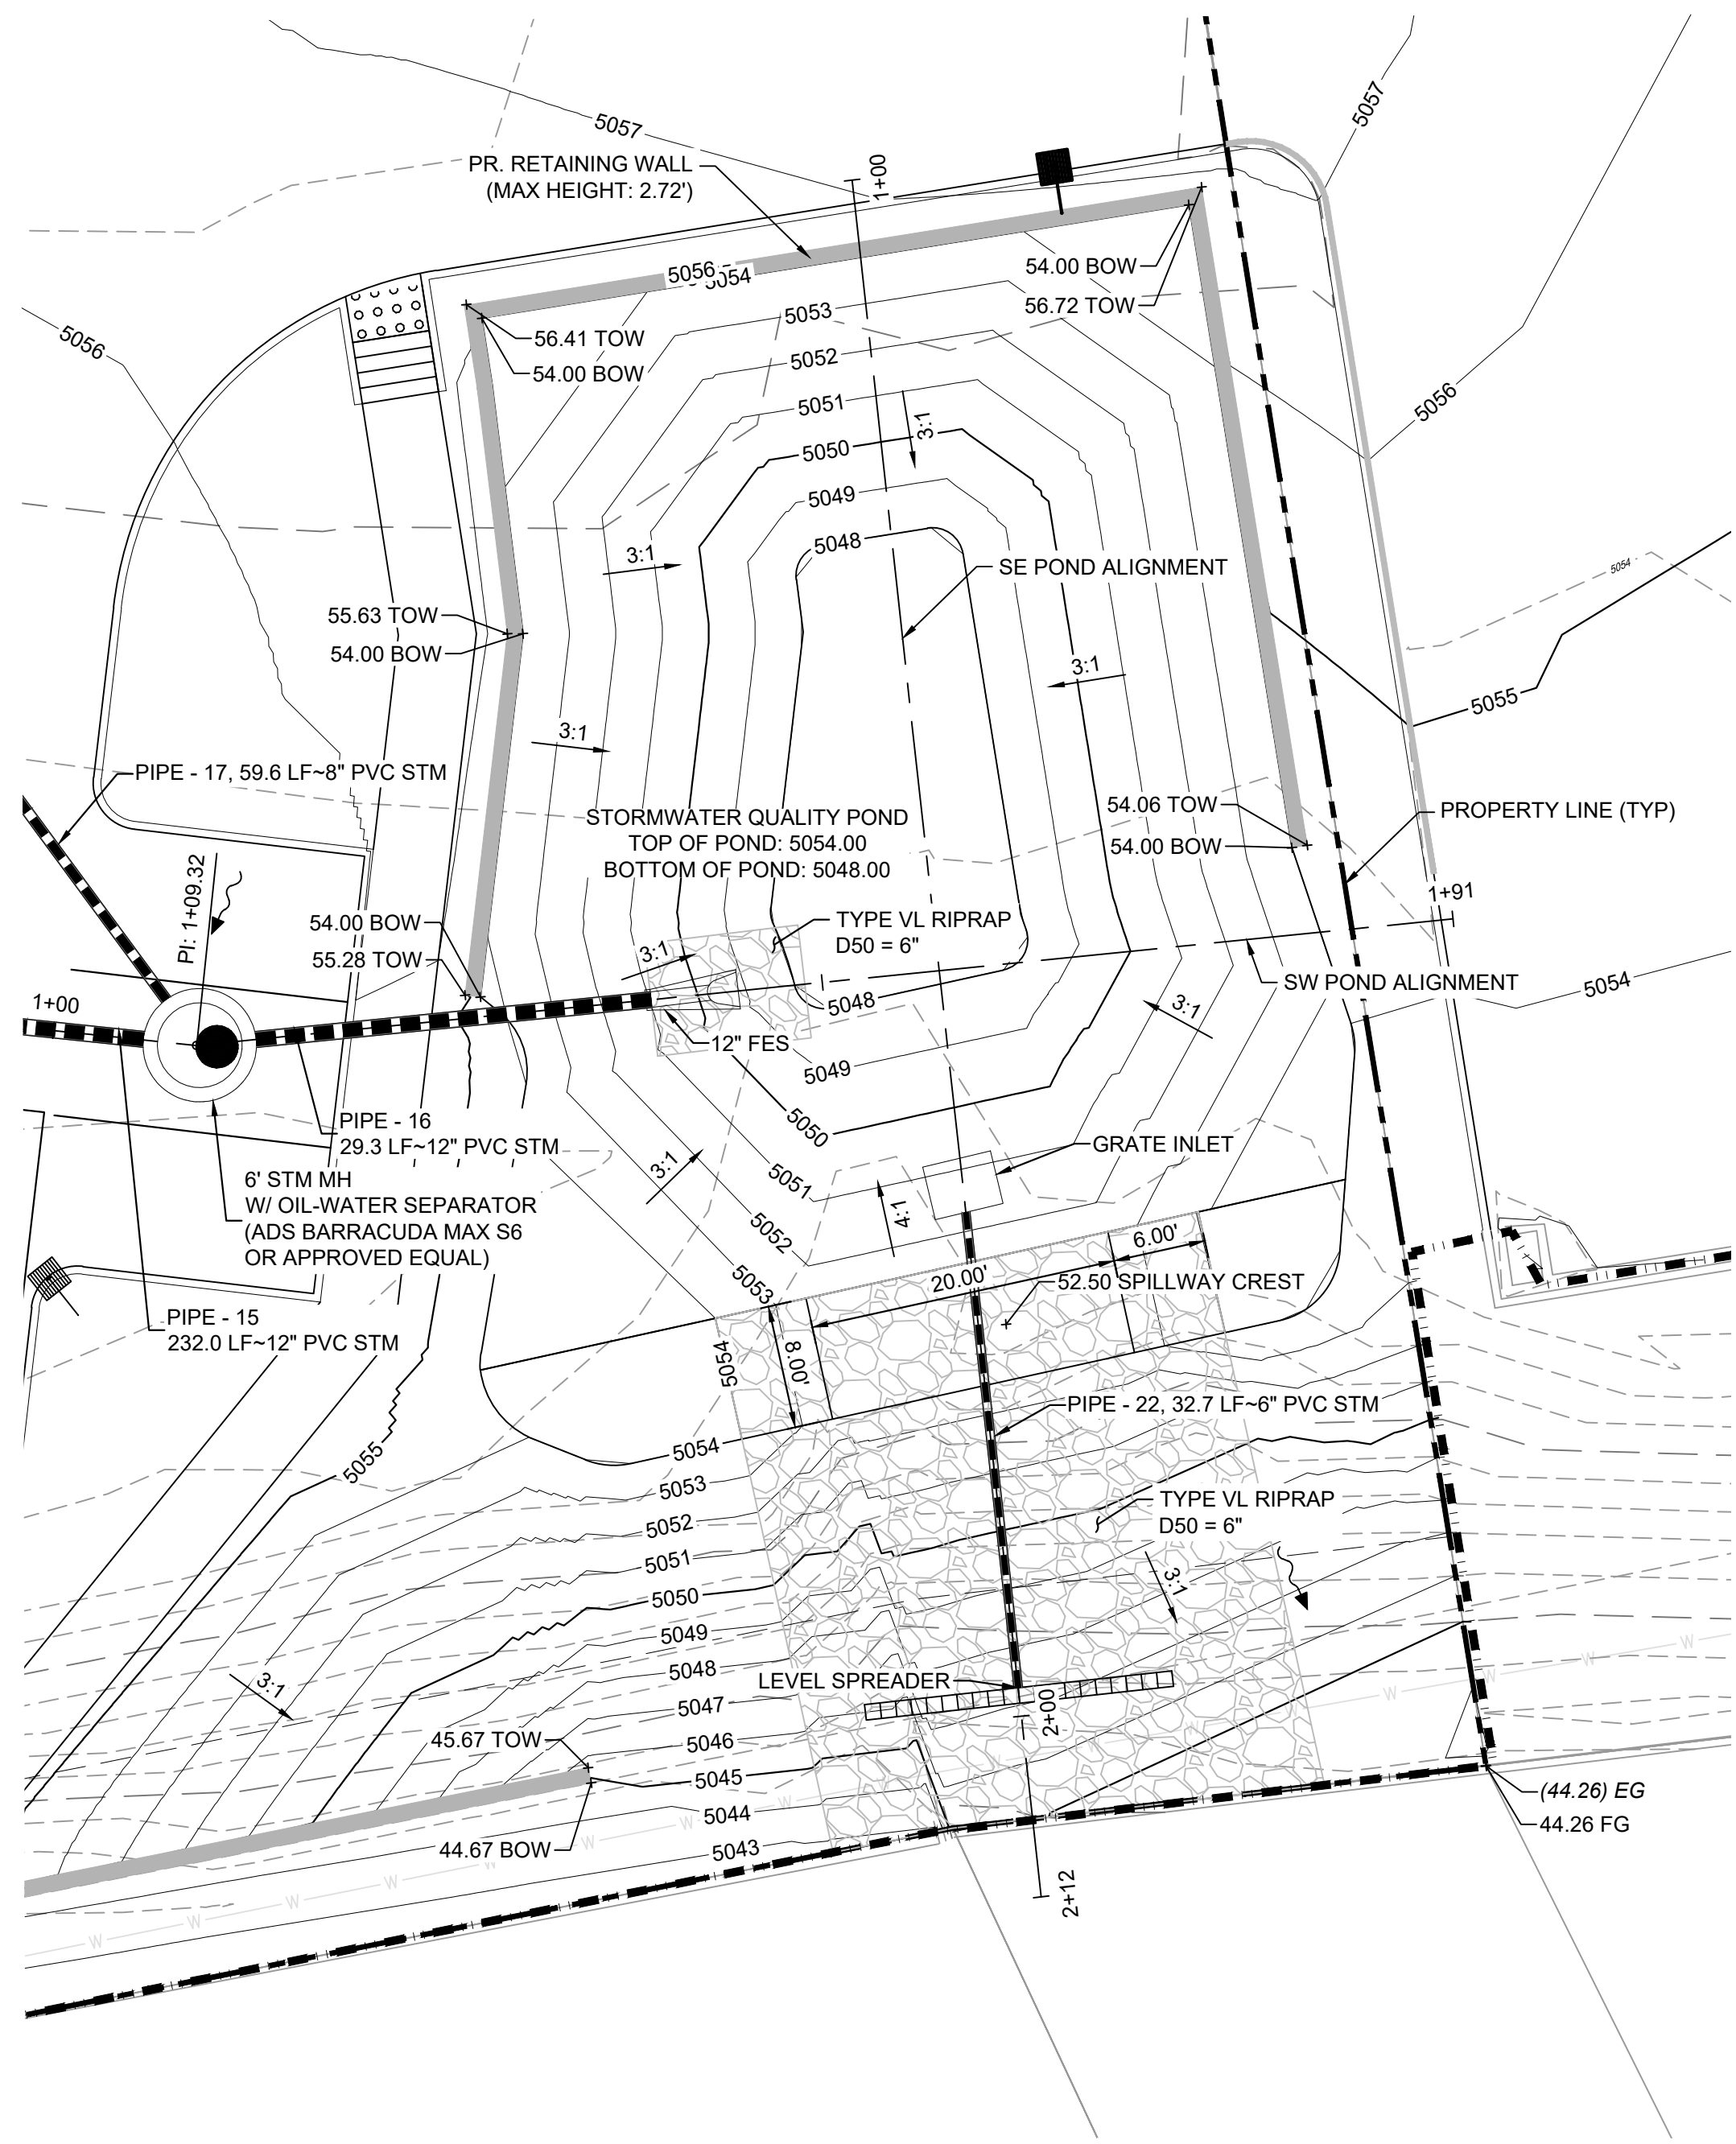 5057
5057
PR. RETAINING WALL
(MAX HEIGHT: 2.72')
1+00
5056
5054
54.00 BOW
56.72 TOW
5053
5056
56.41 TOW
54.00 BOW
5052
5051
3:1
5056
5050
5049
5048
3:1
SE POND ALIGNMENT
5054
55.63 TOW
54.00 BOW
3:1
5055
3:1
PIPE - 17, 59.6 LF~8" PVC STM
STORMWATER QUALITY POND
TOP OF POND: 5054.00
BOTTOM OF POND: 5048.00
54.06 TOW
54.00 BOW
PROPERTY LINE (TYP)
PI: 1+09.32
1+91
54.00 BOW
55.28 TOW
TYPE VL RIPRAP
D50 = 6"
3:1
SW POND ALIGNMENT
5054
1+00
5048
3:1
12" FES
5049
PIPE - 16
29.3 LF~12" PVC STM
5050
GRATE INLET
3:1
5051
4:1
6' STM MH
W/ OIL-WATER SEPARATOR
(ADS BARRACUDA MAX S6
OR APPROVED EQUAL)
5052
6.00'
5053
20.00'
52.50 SPILLWAY CREST
PIPE - 15
232.0 LF~12" PVC STM
5054
8.00'
PIPE - 22, 32.7 LF~6" PVC STM
5055
5054
5053
TYPE VL RIPRAP
D50 = 6"
5052
5051
5050
3:1
5049
5048
3:1
LEVEL SPREADER
5047
2+00
45.67 TOW
5046
5045
(44.26) EG
44.26 FG
5044
44.67 BOW
5043
2+12
W
W
W
W
W
W
W
W